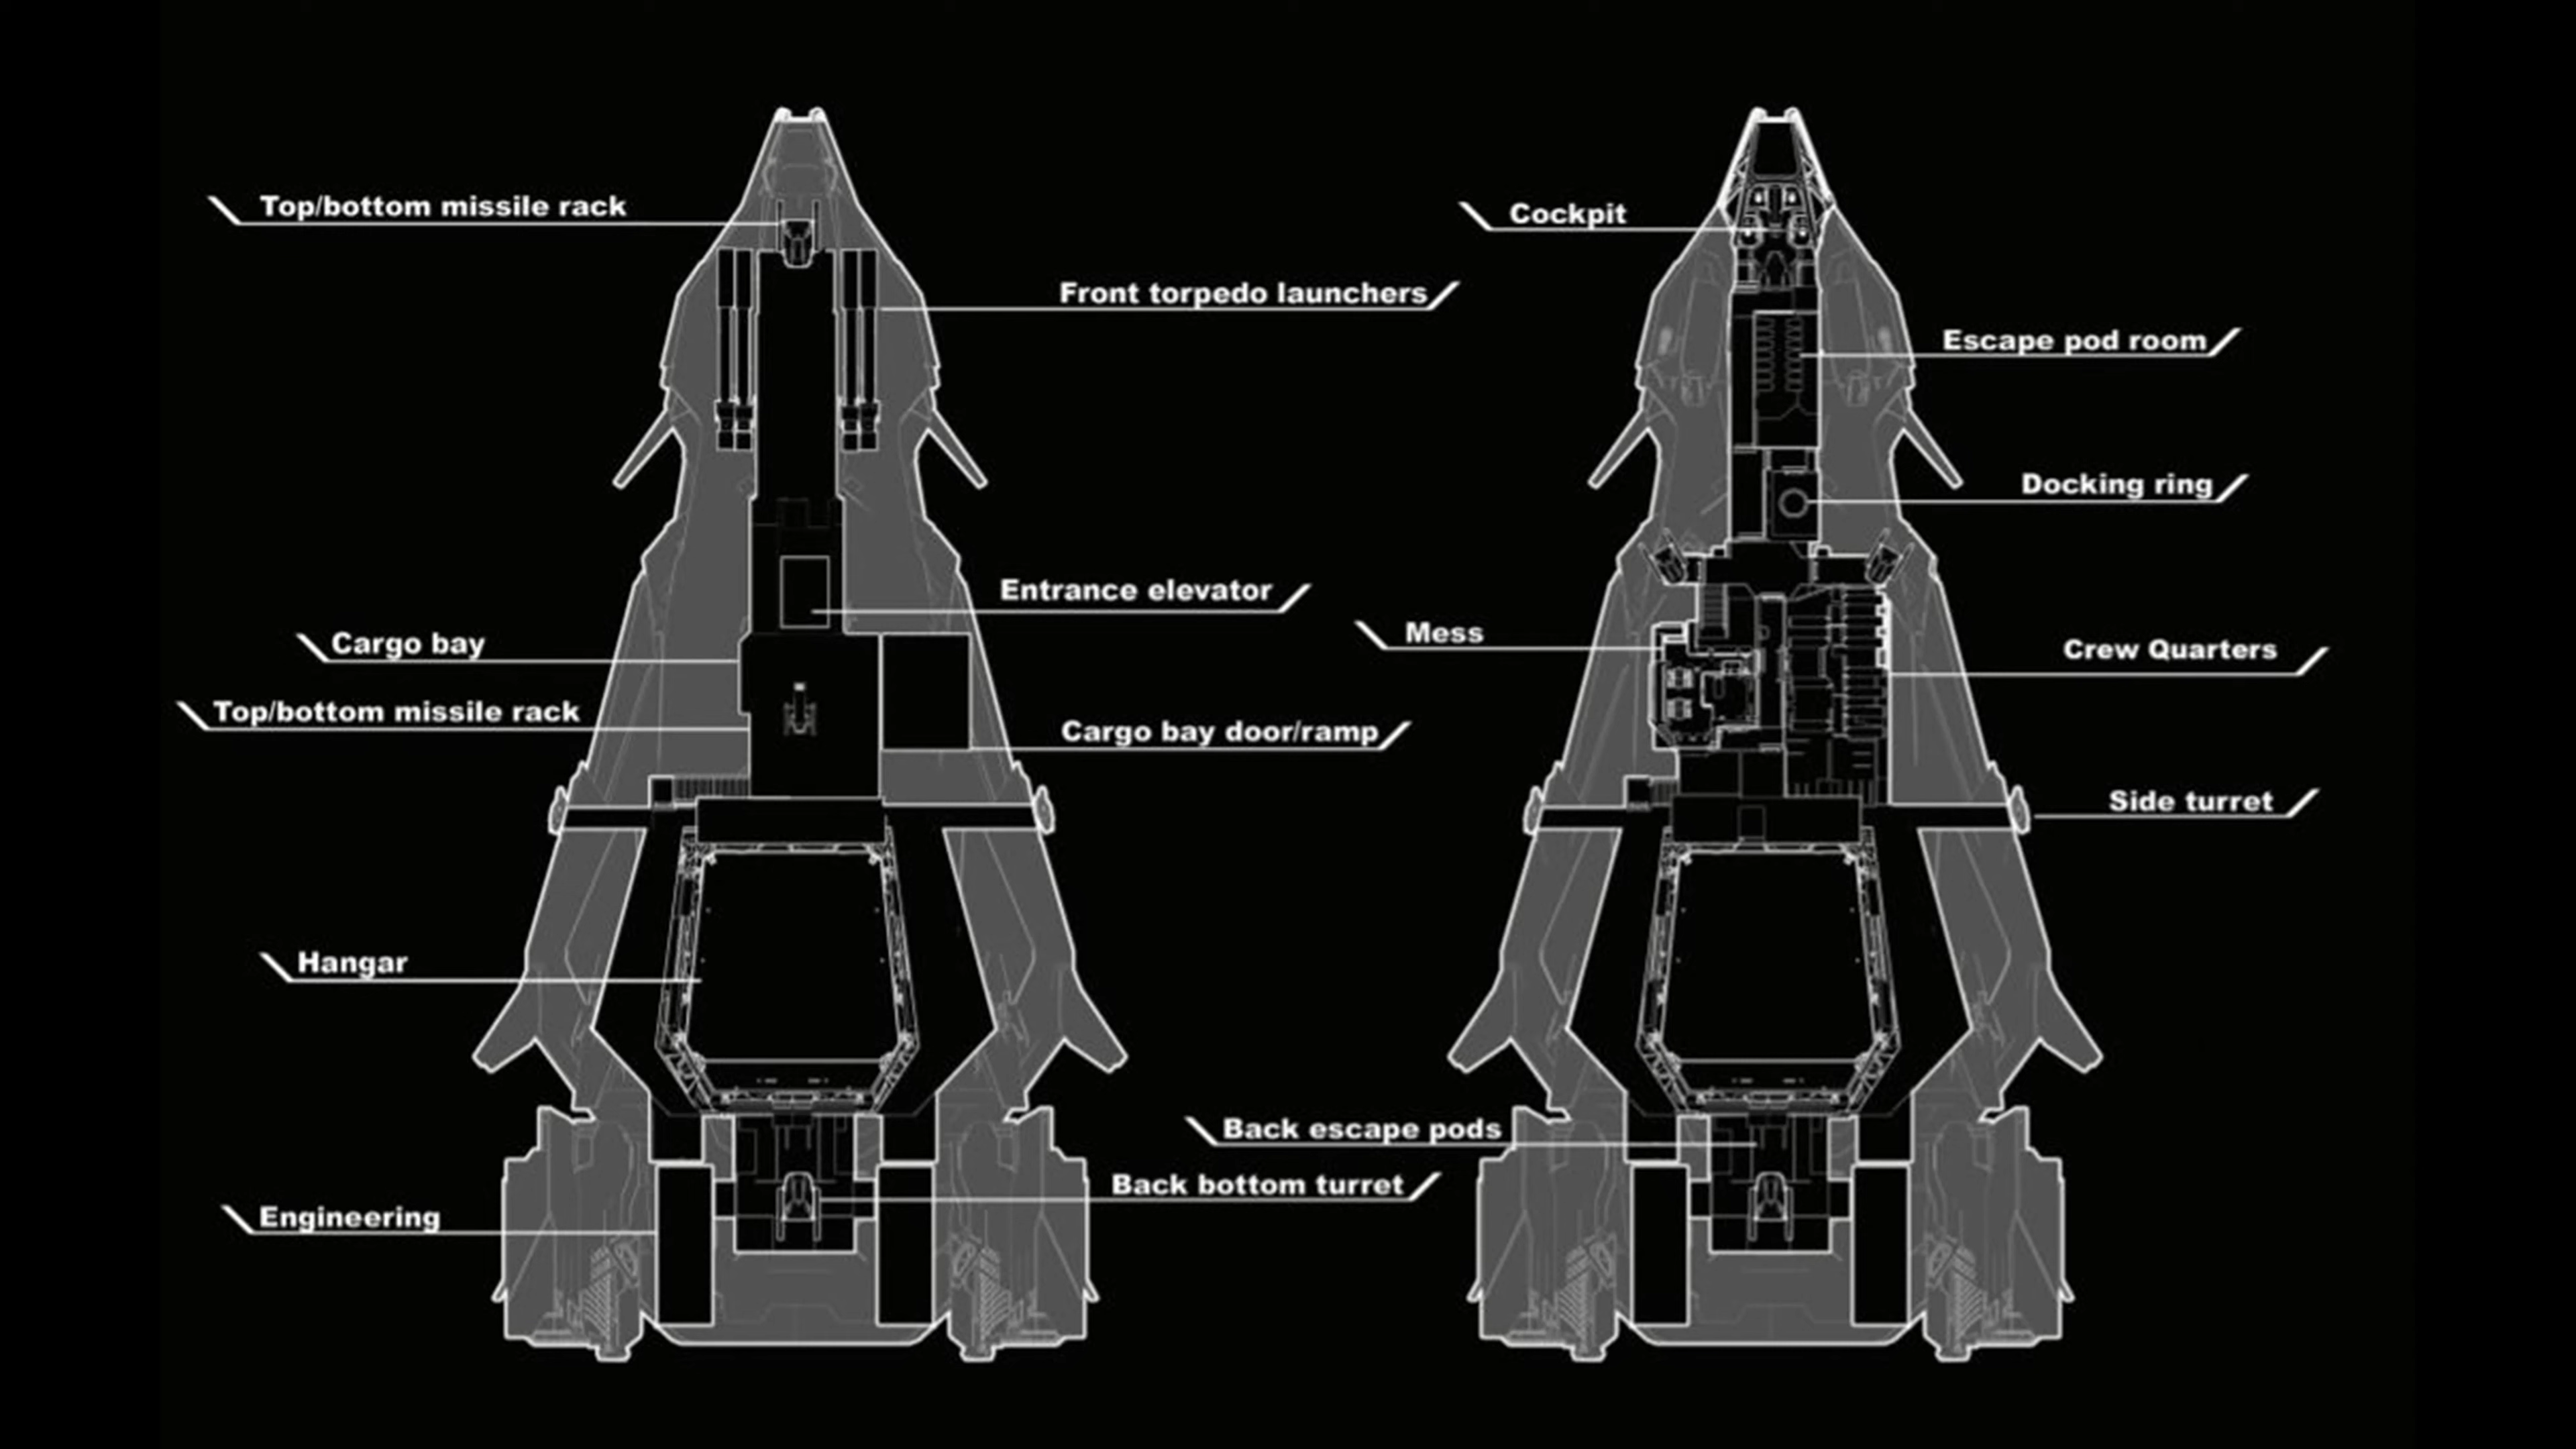 Top/bottom missile rack
Front torpedo launchers
Entrance elevator
Cargo bay
Top/bottom missile rack
Cargo bay door/ramp
Hangar
Back bottom turret
Engineering
Cockpit
Escape pod room
Docking ring
Mess
Crew Quarters
Side turret
Back escape pods